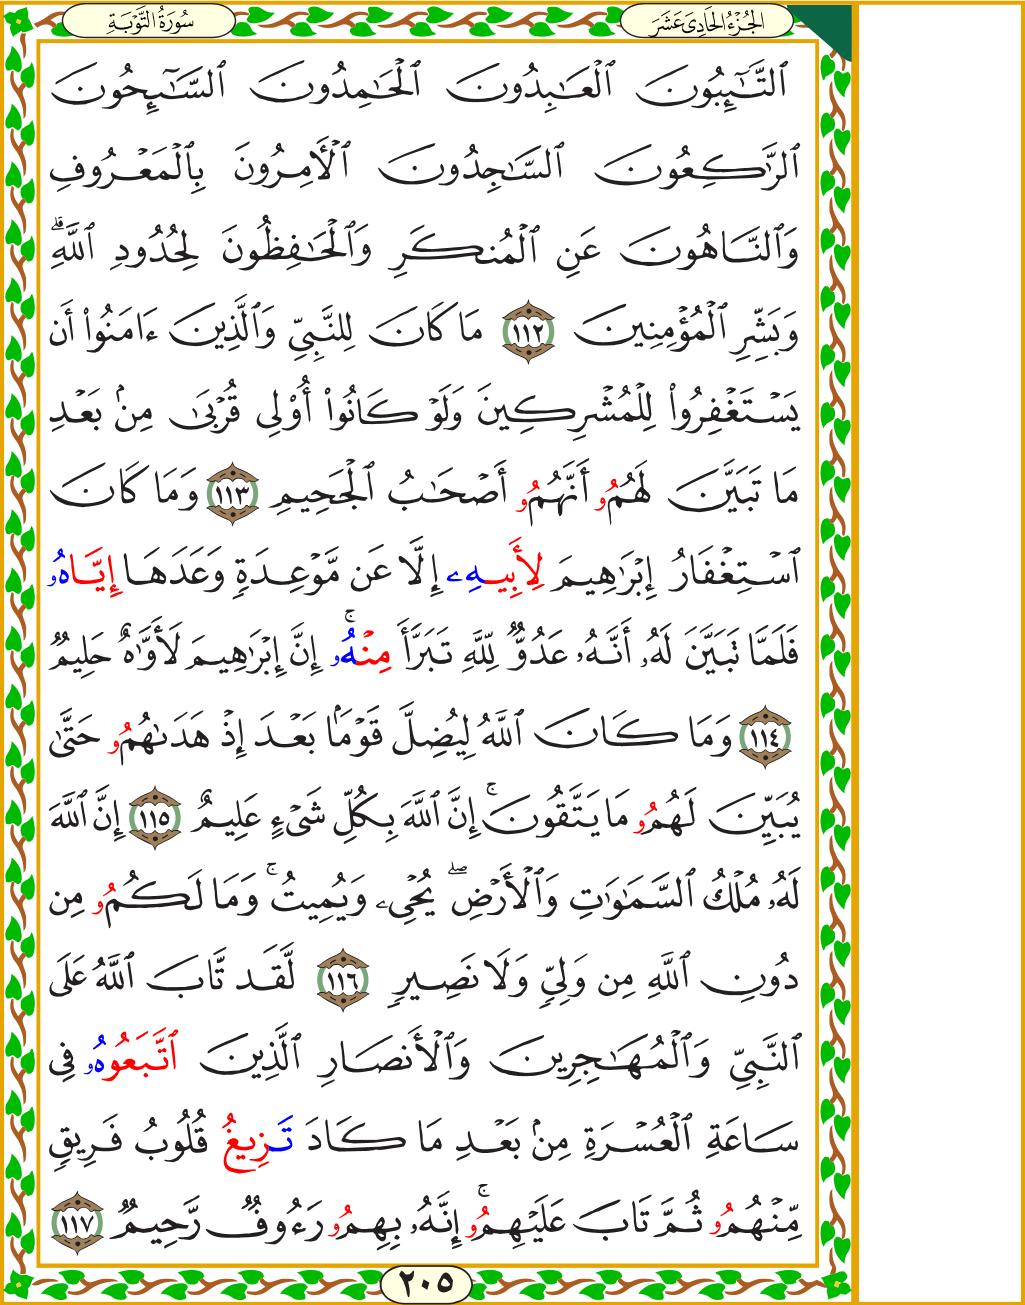 الجُزْءُ الحَادِي عَشَرَ
سُورَةُ التَّوْبَةِ
ٱلتَّٰٓئِبُونَ ٱلْعَٰبِدُونَ ٱلْحَٰمِدُونَ ٱلسَّٰٓئِحُونَ
ٱلرَّٰكِعُونَ ٱلسَّٰجِدُونَ ٱلْأٓمِرُونَ بِٱلْمَعْرُوفِ
وَٱلنَّاهُونَ عَنِ ٱلْمُنكَرِ وَٱلْحَٰفِظُونَ لِحُدُودِ ٱللَّهِۗ
وَبَشِّرِ ٱلْمُؤْمِنِينَ ١١٢ مَا كَانَ لِلنَّبِيِّ وَٱلَّذِينَ ءَامَنُوٓا۟ أَن
يَسْتَغْفِرُوا۟ لِلْمُشْرِكِينَ وَلَوْ كَانُوٓا۟ أُو۟لِي قُرْبَىٰ مِنۢ بَعْدِ
مَا تَبَيَّنَ لَهُمُۥ أَنَّهُمُۥ أَصْحَٰبُ ٱلْجَحِيمِ ١١٣ وَمَا كَانَ
ٱسْتِغْفَارُ إِبْرَٰهِيمَ لِأَبِيهِۦ إِلَّا عَن مَّوْعِدَةٍ وَعَدَهَا إِيَّاهُۥ
فَلَمَّا تَبَيَّنَ لَهُۥ أَنَّهُۥ عَدُوٌّ لِّلَّهِ تَبَرَّأَ مِنْهُۥۚ إِنَّ إِبْرَٰهِيمَ لَأَوَّٰهٌ حَلِيمٌ
١١٤ وَمَا كَانَ ٱللَّهُ لِيُضِلَّ قَوْمَۢا بَعْدَ إِذْ هَدَىٰهُمُۥ حَتَّىٰ
يُبَيِّنَ لَهُمُۥ مَا يَتَّقُونَۚ إِنَّ ٱللَّهَ بِكُلِّ شَيْءٍ عَلِيمٌ ١١٥ إِنَّ ٱللَّهَ
لَهُۥ مُلْكُ ٱلسَّمَٰوَٰتِ وَٱلْأَرْضِۖ يُحْيِۦ وَيُمِيتُۚ وَمَا لَكُمُۥ مِن
دُونِ ٱللَّهِ مِن وَلِيٍّ وَلَا نَصِيرٍ ١١٦ لَّقَد تَّابَ ٱللَّهُ عَلَى
ٱلنَّبِيِّ وَٱلْمُهَٰجِرِينَ وَٱلْأَنصَارِ ٱلَّذِينَ ٱتَّبَعُوهُۥ فِي
سَاعَةِ ٱلْعُسْرَةِ مِنۢ بَعْدِ مَا كَادَ تَزِيغُ قُلُوبُ فَرِيقٍ
مِّنْهُمُۥ ثُمَّ تَابَ عَلَيْهِمُۥۚ إِنَّهُۥ بِهِمُۥ رَءُوفٌ رَّحِيمٌ ١١٧
٢٠٥